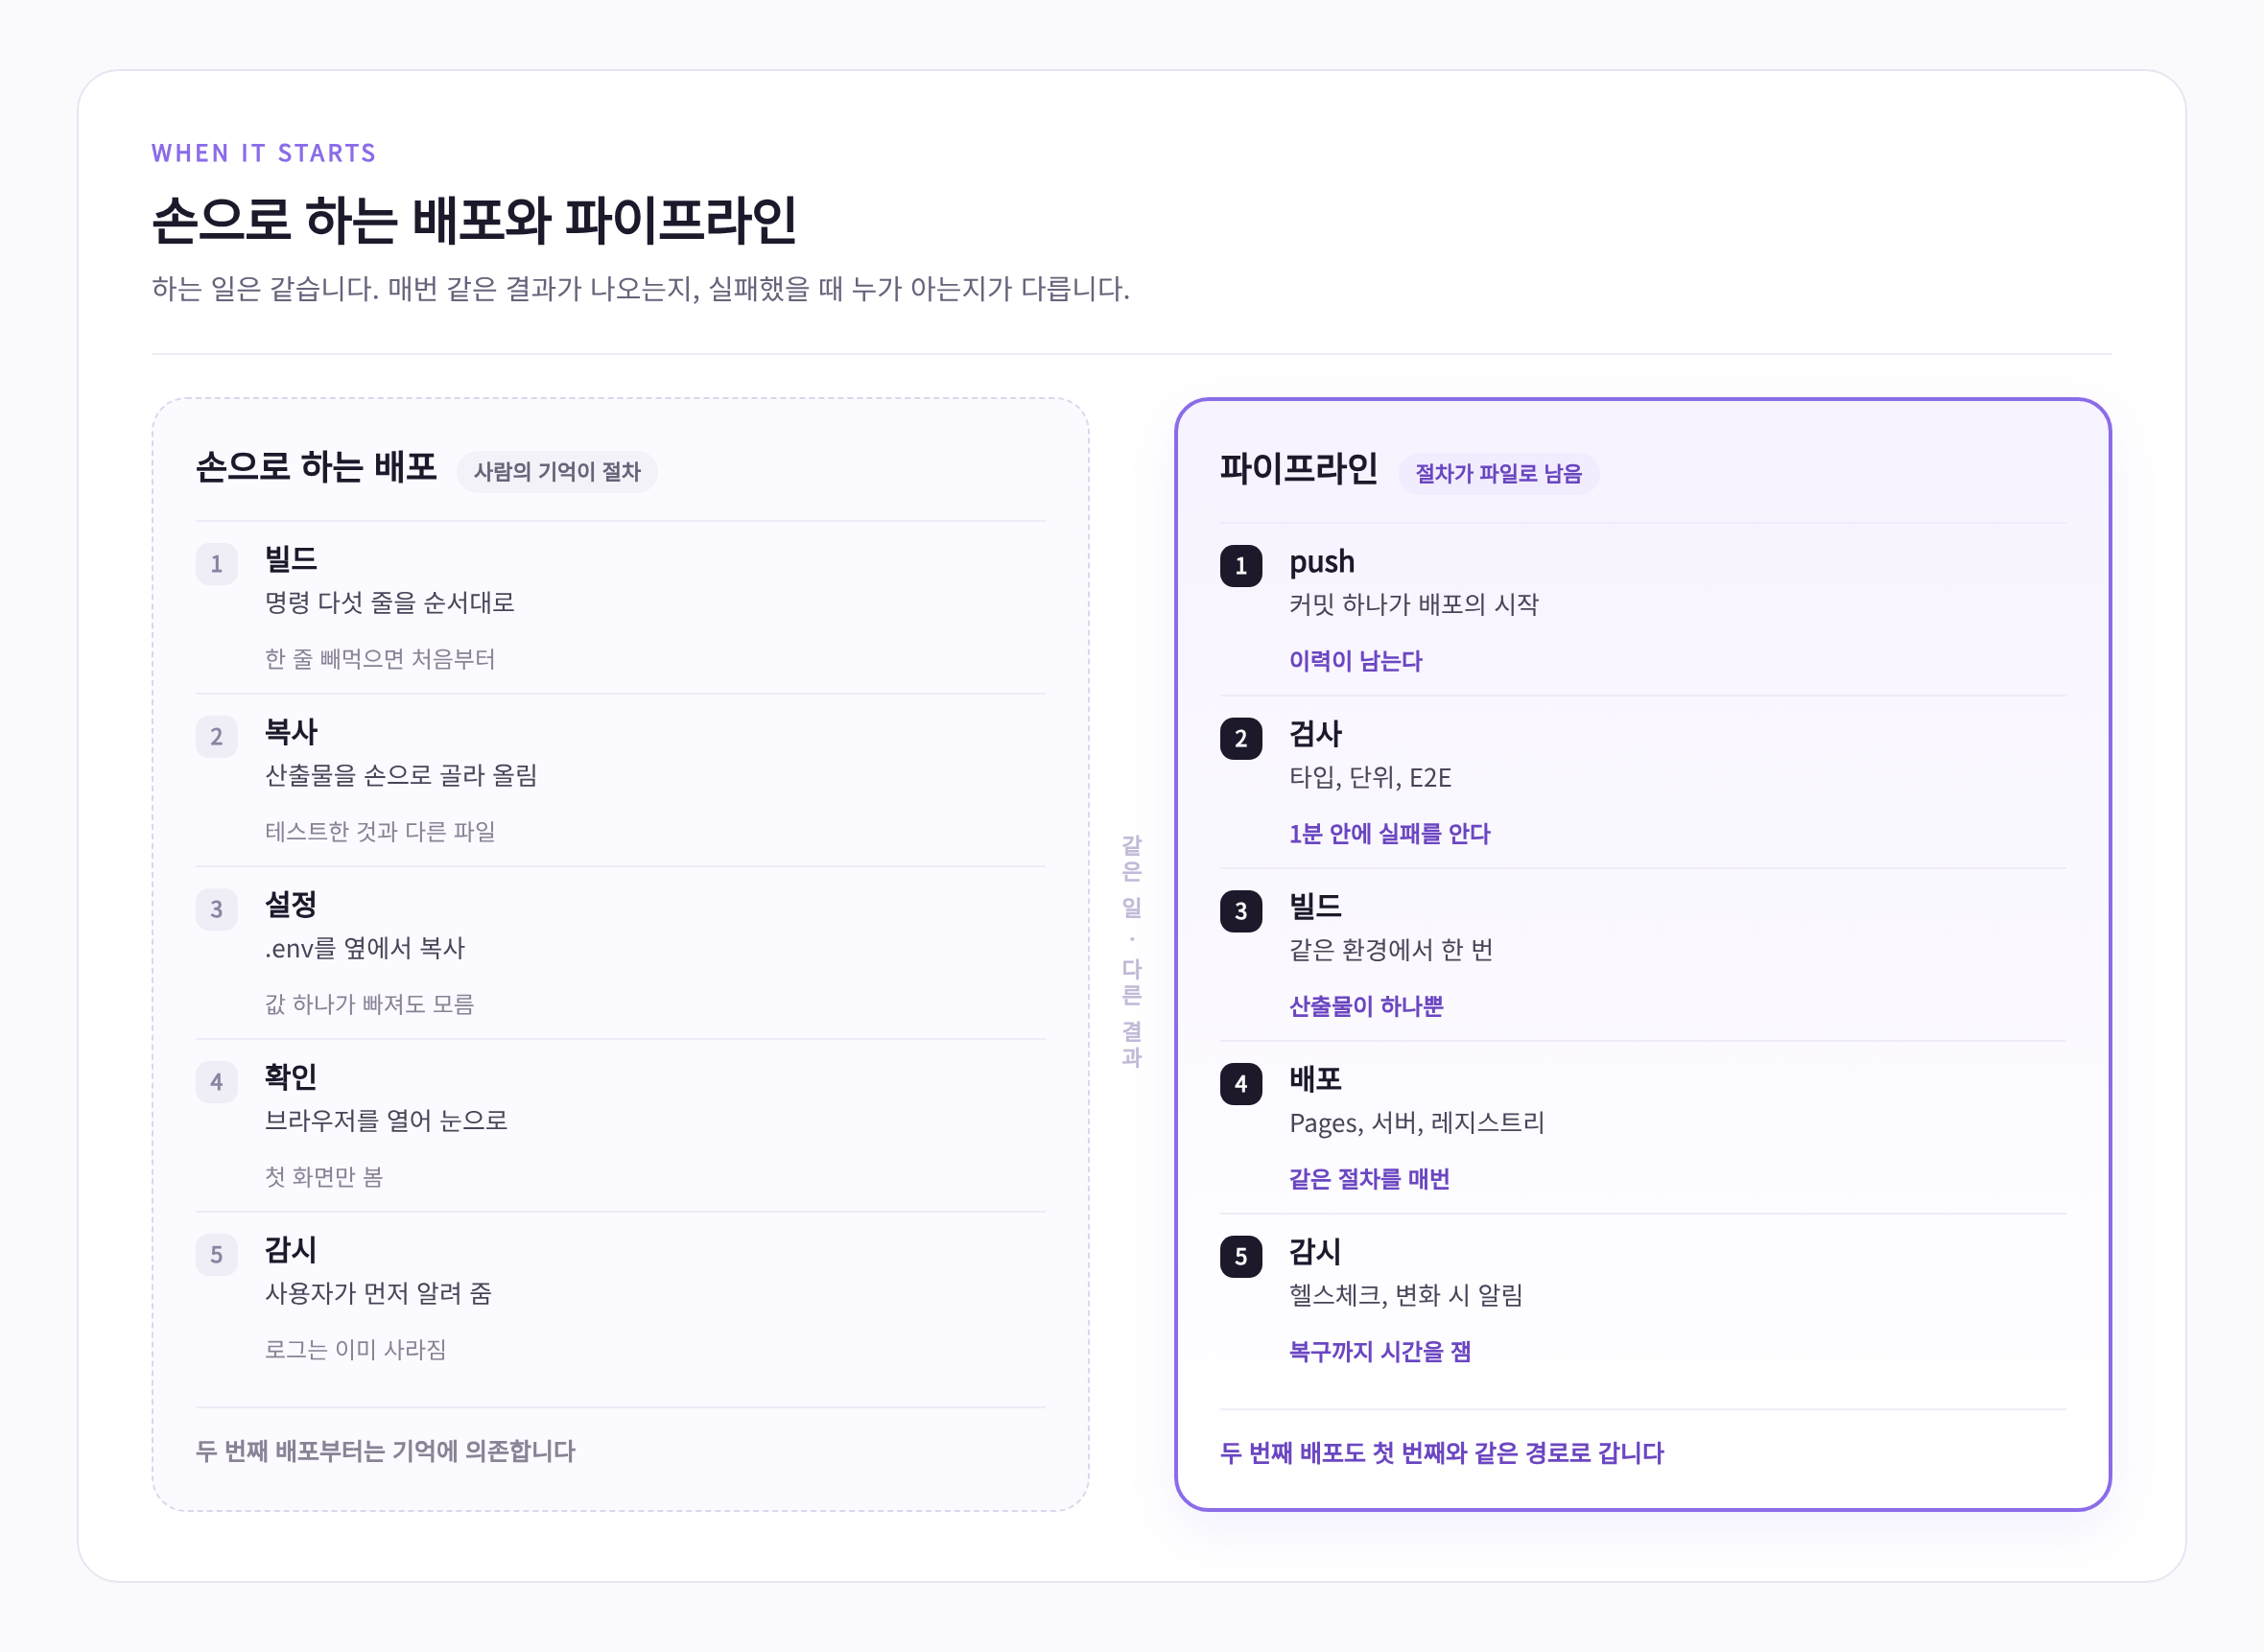 WHEN IT STARTS
손으로 하는 배포와 파이프라인
하는 일은 같습니다. 매번 같은 결과가 나오는지, 실패했을 때 누가 아는지가 다릅니다.
손으로 하는 배포 사람의 기억이 절차
1 빌드
명령 다섯 줄을 순서대로
한 줄 빼먹으면 처음부터
2 복사
산출물을 손으로 골라 올림
테스트한 것과 다른 파일
3 설정
.env를 옆에서 복사
값 하나가 빠져도 모름
4 확인
브라우저를 열어 눈으로
첫 화면만 봄
5 감시
사용자가 먼저 알려 줌
로그는 이미 사라짐
두 번째 배포부터는 기억에 의존합니다
같은 일 · 다른 결과
파이프라인 절차가 파일로 남음
1 push
커밋 하나가 배포의 시작
이력이 남는다
2 검사
타입, 단위, E2E
1분 안에 실패를 안다
3 빌드
같은 환경에서 한 번
산출물이 하나뿐
4 배포
Pages, 서버, 레지스트리
같은 절차를 매번
5 감시
헬스체크, 변화 시 알림
복구까지 시간을 잼
두 번째 배포도 첫 번째와 같은 경로로 갑니다